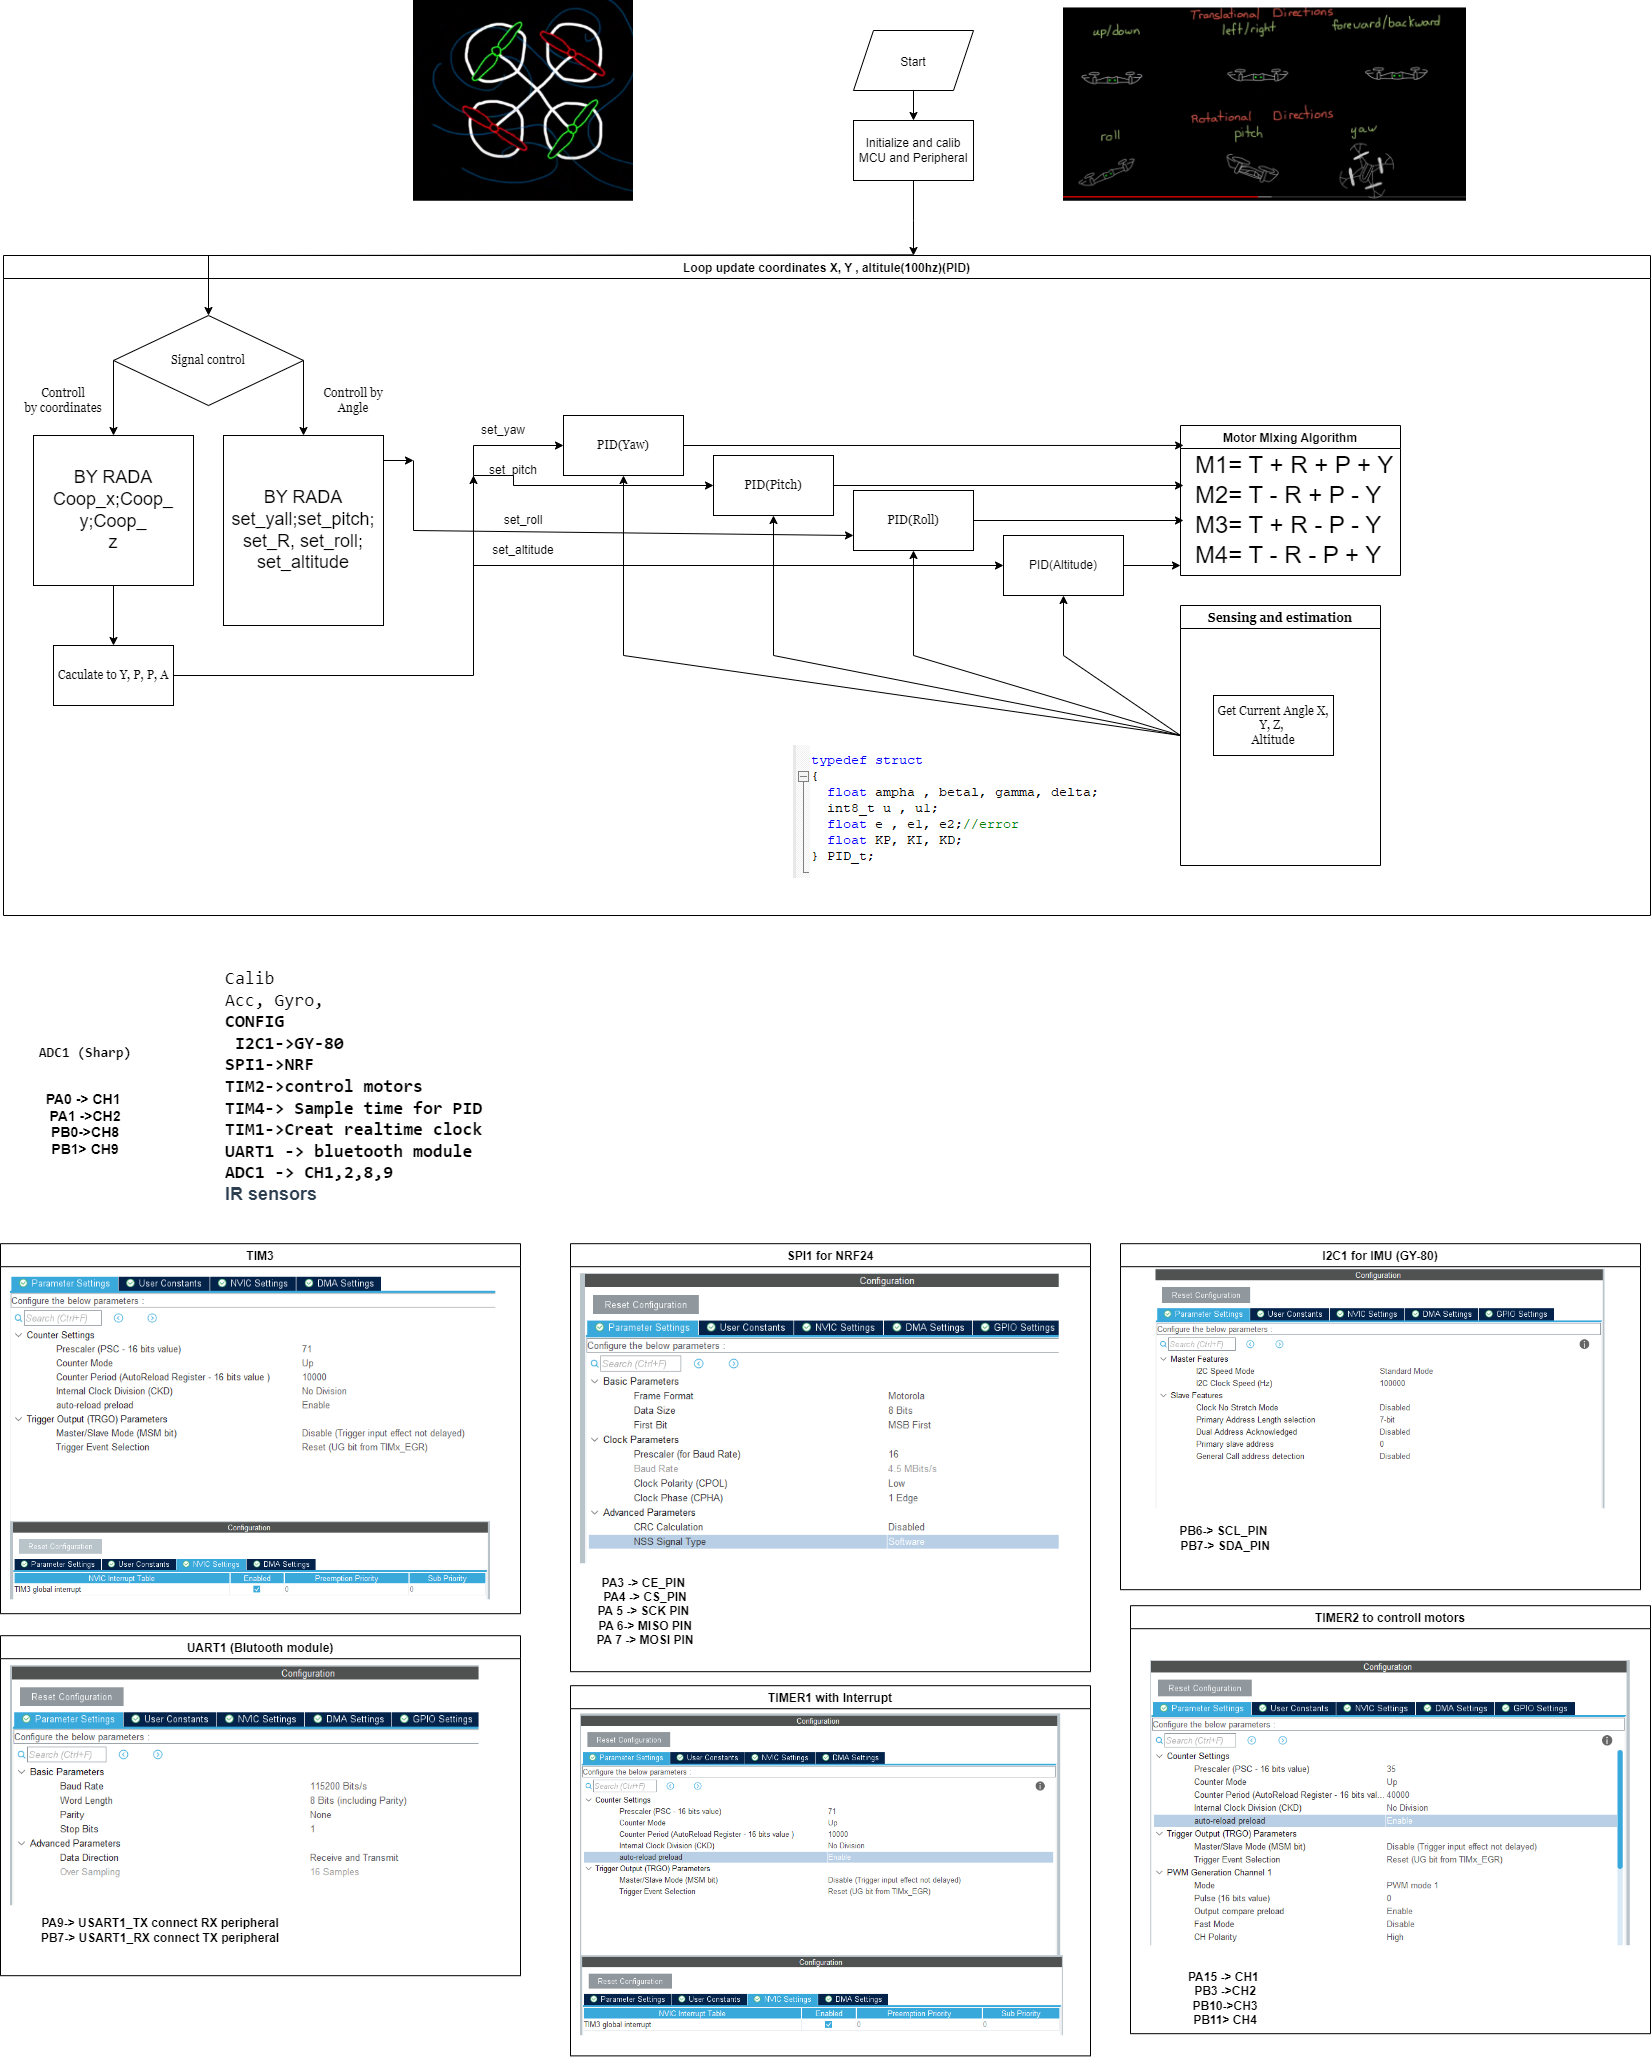 Translational Directions
up/down
left/right
foreward/backward
Rotational Directions
roll
pitch
yaw
Start
Initialize and calib
MCU and Peripheral
Loop update coordinates X, Y , altitule(100hz)(PID)
Signal control
Controll
by coordinates
Controll by
Angle
BY RADA
Coop_x;Coop_
y;Coop_
z
BY RADA
set_yall;set_pitch;
set_R, set_roll;
set_altitude
Caculate to Y, P, P, A
set_yaw
set_pitch
set_roll
set_altitude
PID(Yaw)
PID(Pitch)
PID(Roll)
PID(Altitude)
Motor MIxing Algorithm
M1= T + R + P + Y
M2= T - R + P - Y
M3= T + R - P - Y
M4= T - R - P + Y
Sensing and estimation
Get Current Angle X,
Y, Z,
Altitude
typedef struct
{
float ampha , beta1, gamma, delta;
int8_t u , u1;
float e , e1, e2;//error
float KP, KI, KD;
} PID_t;
Calib
Acc, Gyro,
CONFIG
I2C1->GY-80
SPI1->NRF
TIM2->control motors
TIM4-> Sample time for PID
TIM1->Creat realtime clock
UART1 -> bluetooth module
ADC1 -> CH1,2,8,9
IR sensors
ADC1 (Sharp)
PA0 -> CH1
PA1 ->CH2
PB0->CH8
PB1> CH9
TIM3
Parameter Settings User Constants NVIC Settings DMA Settings
Configure the below parameters :
Search (Ctrl+F)
Counter Settings
Prescaler (PSC - 16 bits value) 71
Counter Mode Up
Counter Period (AutoReload Register - 16 bits value ) 10000
Internal Clock Division (CKD) No Division
auto-reload preload Enable
Trigger Output (TRGO) Parameters
Master/Slave Mode (MSM bit) Disable (Trigger input effect not delayed)
Trigger Event Selection Reset (UG bit from TIMx_EGR)
Configuration
Reset Configuration
Parameter Settings User Constants NVIC Settings DMA Settings
NVIC Interrupt Table Enabled Preemption Priority Sub Priority
TIM3 global interrupt 0 0
SPI1 for NRF24
Configuration
Reset Configuration
Parameter Settings User Constants NVIC Settings DMA Settings GPIO Settings
Configure the below parameters :
Search (Ctrl+F)
Basic Parameters
Frame Format Motorola
Data Size 8 Bits
First Bit MSB First
Clock Parameters
Prescaler (for Baud Rate) 16
Baud Rate 4.5 MBits/s
Clock Polarity (CPOL) Low
Clock Phase (CPHA) 1 Edge
Advanced Parameters
CRC Calculation Disabled
NSS Signal Type Software
PA3 -> CE_PIN
PA4 -> CS_PIN
PA 5 -> SCK PIN
PA 6-> MISO PIN
PA 7 -> MOSI PIN
I2C1 for IMU (GY-80)
Configuration
Reset Configuration
Parameter Settings User Constants NVIC Settings DMA Settings GPIO Settings
Configure the below parameters :
Search (Ctrl+F)
Master Features
I2C Speed Mode Standard Mode
I2C Clock Speed (Hz) 100000
Slave Features
Clock No Stretch Mode Disabled
Primary Address Length selection 7-bit
Dual Address Acknowledged Disabled
Primary slave address 0
General Call address detection Disabled
PB6-> SCL_PIN
PB7-> SDA_PIN
UART1 (Blutooth module)
Configuration
Reset Configuration
Parameter Settings User Constants NVIC Settings DMA Settings GPIO Settings
Configure the below parameters :
Search (Ctrl+F)
Basic Parameters
Baud Rate 115200 Bits/s
Word Length 8 Bits (including Parity)
Parity None
Stop Bits 1
Advanced Parameters
Data Direction Receive and Transmit
Over Sampling 16 Samples
PA9-> USART1_TX connect RX peripheral
PB7-> USART1_RX connect TX peripheral
TIMER1 with Interrupt
Configuration
Reset Configuration
Parameter Settings User Constants NVIC Settings DMA Settings
Configure the below parameters :
Search (Ctrl+F)
Counter Settings
Prescaler (PSC - 16 bits value) 71
Counter Mode Up
Counter Period (AutoReload Register - 16 bits value ) 10000
Internal Clock Division (CKD) No Division
auto-reload preload Enable
Trigger Output (TRGO) Parameters
Master/Slave Mode (MSM bit) Disable (Trigger input effect not delayed)
Trigger Event Selection Reset (UG bit from TIMx_EGR)
Configuration
Reset Configuration
Parameter Settings User Constants NVIC Settings DMA Settings
NVIC Interrupt Table Enabled Preemption Priority Sub Priority
TIM3 global interrupt 0 0
TIMER2 to controll motors
Configuration
Reset Configuration
Parameter Settings User Constants NVIC Settings DMA Settings GPIO Settings
Configure the below parameters :
Search (Ctrl+F)
Counter Settings
Prescaler (PSC - 16 bits value) 35
Counter Mode Up
Counter Period (AutoReload Register - 16 bits val... 40000
Internal Clock Division (CKD) No Division
auto-reload preload Enable
Trigger Output (TRGO) Parameters
Master/Slave Mode (MSM bit) Disable (Trigger input effect not delayed)
Trigger Event Selection Reset (UG bit from TIMx_EGR)
PWM Generation Channel 1
Mode PWM mode 1
Pulse (16 bits value) 0
Output compare preload Enable
Fast Mode Disable
CH Polarity High
PA15 -> CH1
PB3 ->CH2
PB10->CH3
PB11> CH4